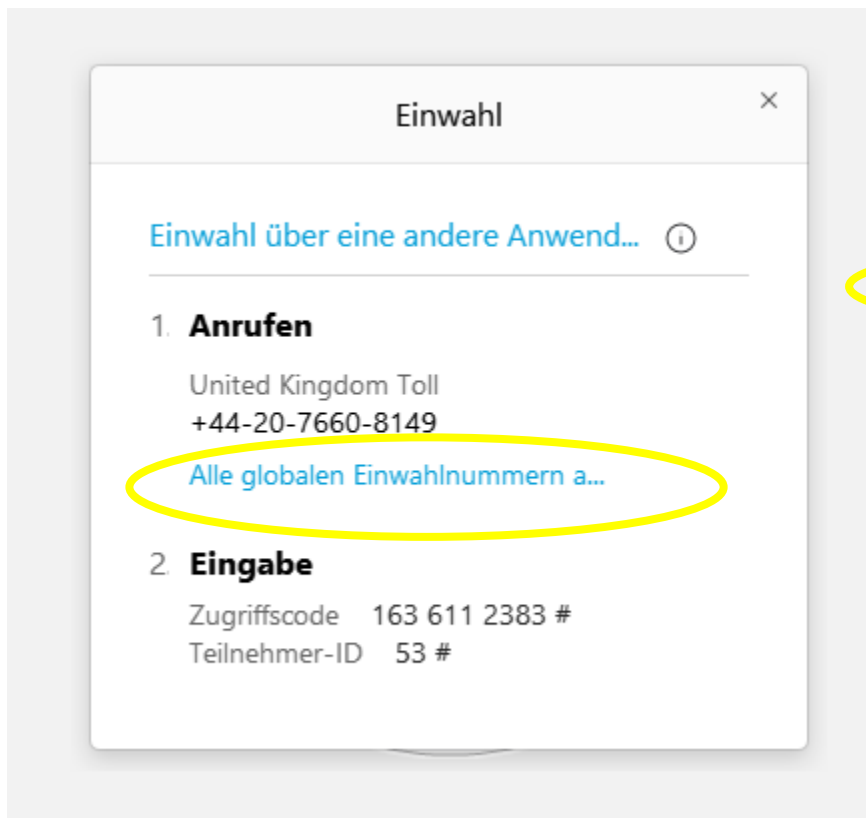 Einwahl
Einwahl über eine andere Anwend...
1. Anrufen
United Kingdom Toll
+44-20-7660-8149
Alle globalen Einwahlnummern a...
2. Eingabe
Zugriffscode 163 611 2383 #
Teilnehmer-ID 53 #